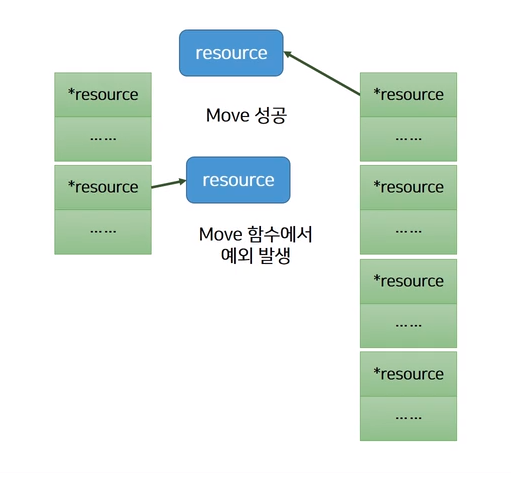 resource
*resource
......
Move 성공
*resource
......
*resource
......
resource
Move 함수에서
예외 발생
*resource
......
*resource
......
*resource
......